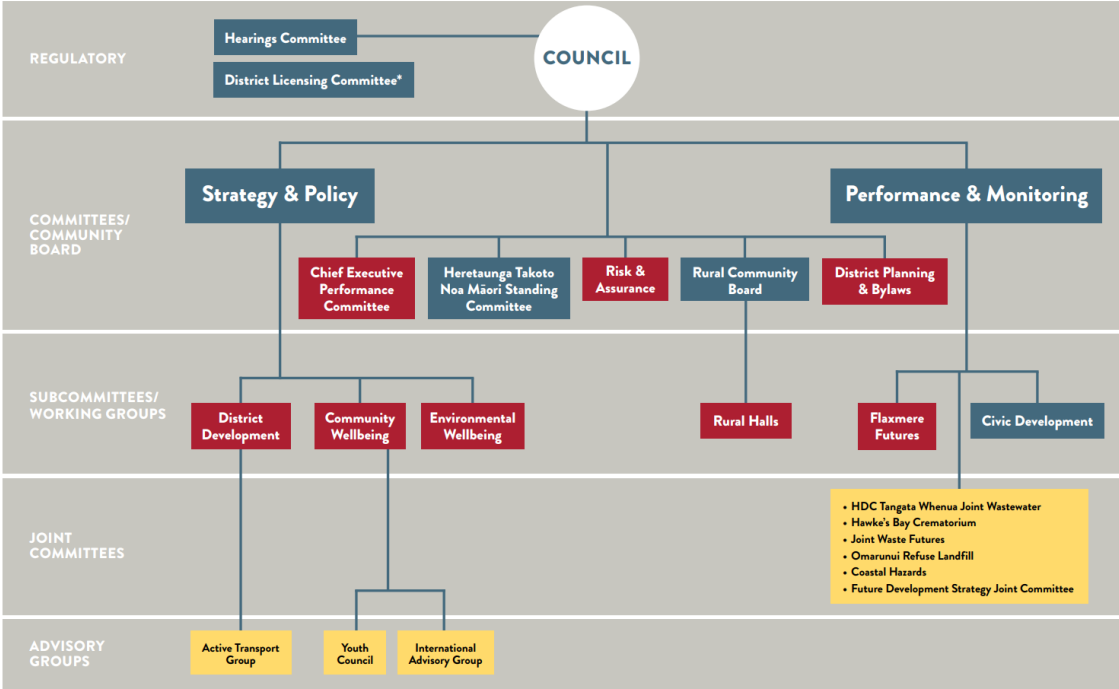 REGULATORY
Hearings Committee
District Licensing Committee*
COUNCIL
COMMITTEES/
COMMUNITY
BOARD
Strategy & Policy
Performance & Monitoring
Chief Executive
Performance
Committee
Heretaunga Takoto
Noa Māori Standing
Committee
Risk &
Assurance
Rural Community
Board
District Planning
& Bylaws
SUBCOMMITTEES/
WORKING GROUPS
District
Development
Community
Wellbeing
Environmental
Wellbeing
Rural Halls
Flaxmere
Futures
Civic Development
JOINT
COMMITTEES
• HDC Tangata Whenua Joint Wastewater
• Hawke's Bay Crematorium
• Joint Waste Futures
• Omarunui Refuse Landfill
• Coastal Hazards
• Future Development Strategy Joint Committee
ADVISORY
GROUPS
Active Transport
Group
Youth
Council
International
Advisory Group